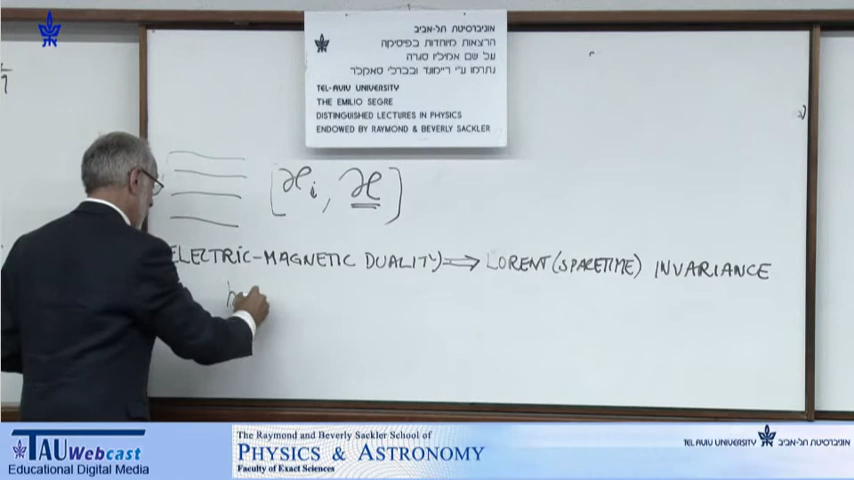 אוניברסיטת תל-אביב
הרצאות מיוחדות בפיסיקה
על שם אמיליו סגרה
נתרמו ע"י ריימונד ובברלי סאקלר
TEL-AVIV UNIVERSITY
THE EMILIO SEGRE
DISTINGUISHED LECTURES IN PHYSICS
ENDOWED BY RAYMOND & BEVERLY SACKLER
[ℋi, ℋ]
ELECTRIC-MAGNETIC DUALITY) ⟹ LORENT (SPACETIME) INVARIANCE
TAU Webcast
Educational Digital Media
The Raymond and Beverly Sackler School of
PHYSICS & ASTRONOMY
Faculty of Exact Sciences
TEL AVIV UNIVERSITY אוניברסיטת תל-אביב